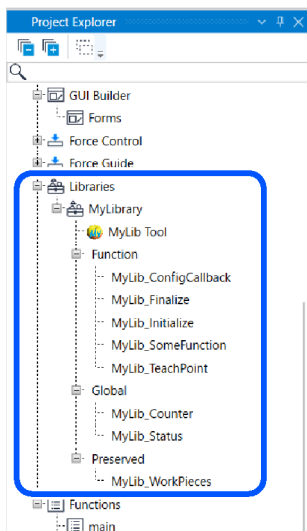 Project Explorer
GUI Builder
Forms
Force Control
Force Guide
Libraries
MyLibrary
MyLib Tool
Function
MyLib_ConfigCallback
MyLib_Finalize
MyLib_Initialize
MyLib_SomeFunction
MyLib_TeachPoint
Global
MyLib_Counter
MyLib_Status
Preserved
MyLib_WorkPieces
Functions
main